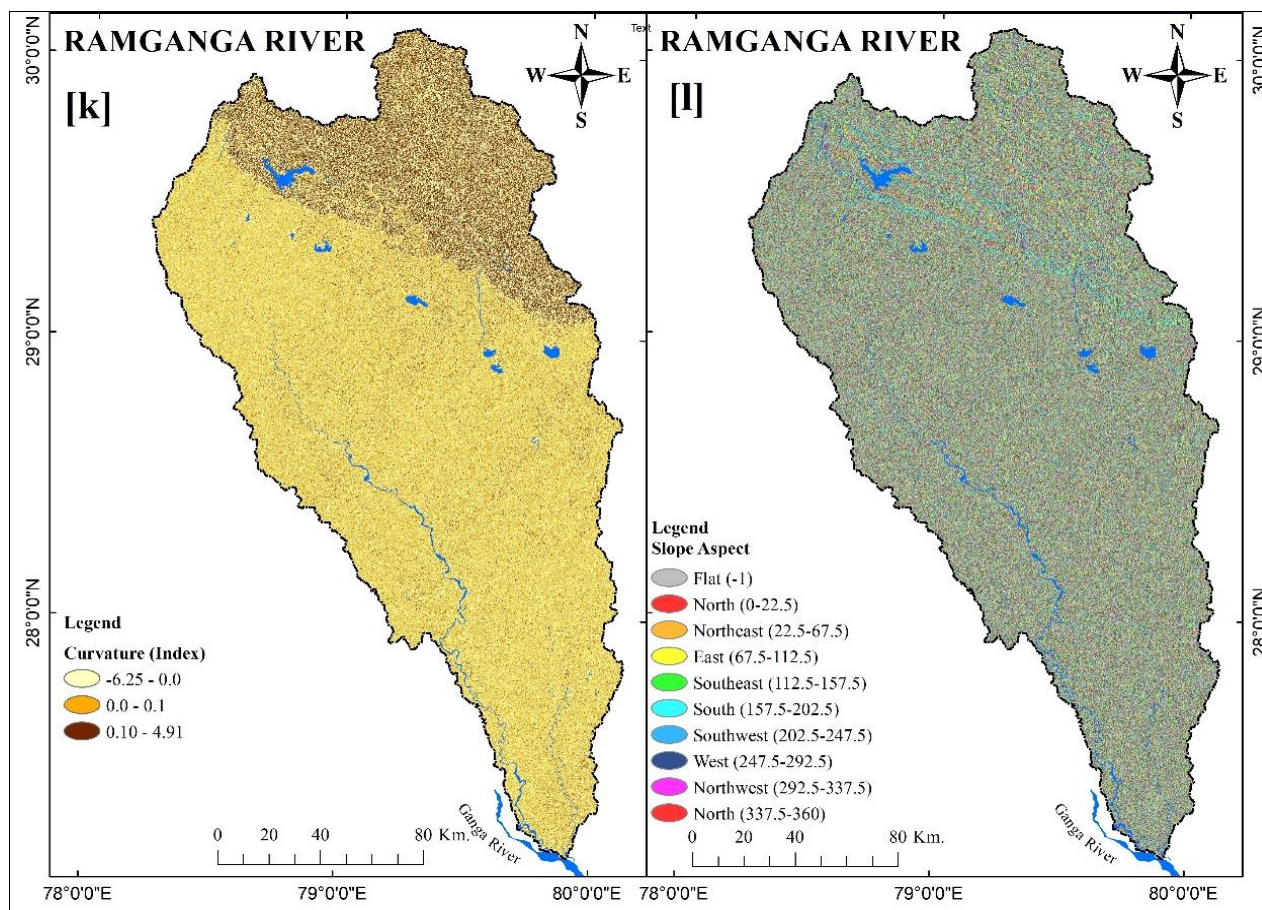 RAMGANGA RIVER
[k]
N
W E
S
30°0'0"N
29°0'0"N
28°0'0"N
Legend
Curvature (Index)
-6.25 - 0.0
0.0 - 0.1
0.10 - 4.91
0 20 40 80 Km.
Ganga River
78°0'0"E 79°0'0"E 80°0'0"E
Text
RAMGANGA RIVER
[l]
N
W E
S
30°0'0"N
29°0'0"N
28°0'0"N
Legend
Slope Aspect
Flat (-1)
North (0-22.5)
Northeast (22.5-67.5)
East (67.5-112.5)
Southeast (112.5-157.5)
South (157.5-202.5)
Southwest (202.5-247.5)
West (247.5-292.5)
Northwest (292.5-337.5)
North (337.5-360)
0 20 40 80 Km.
Ganga River
78°0'0"E 79°0'0"E 80°0'0"E